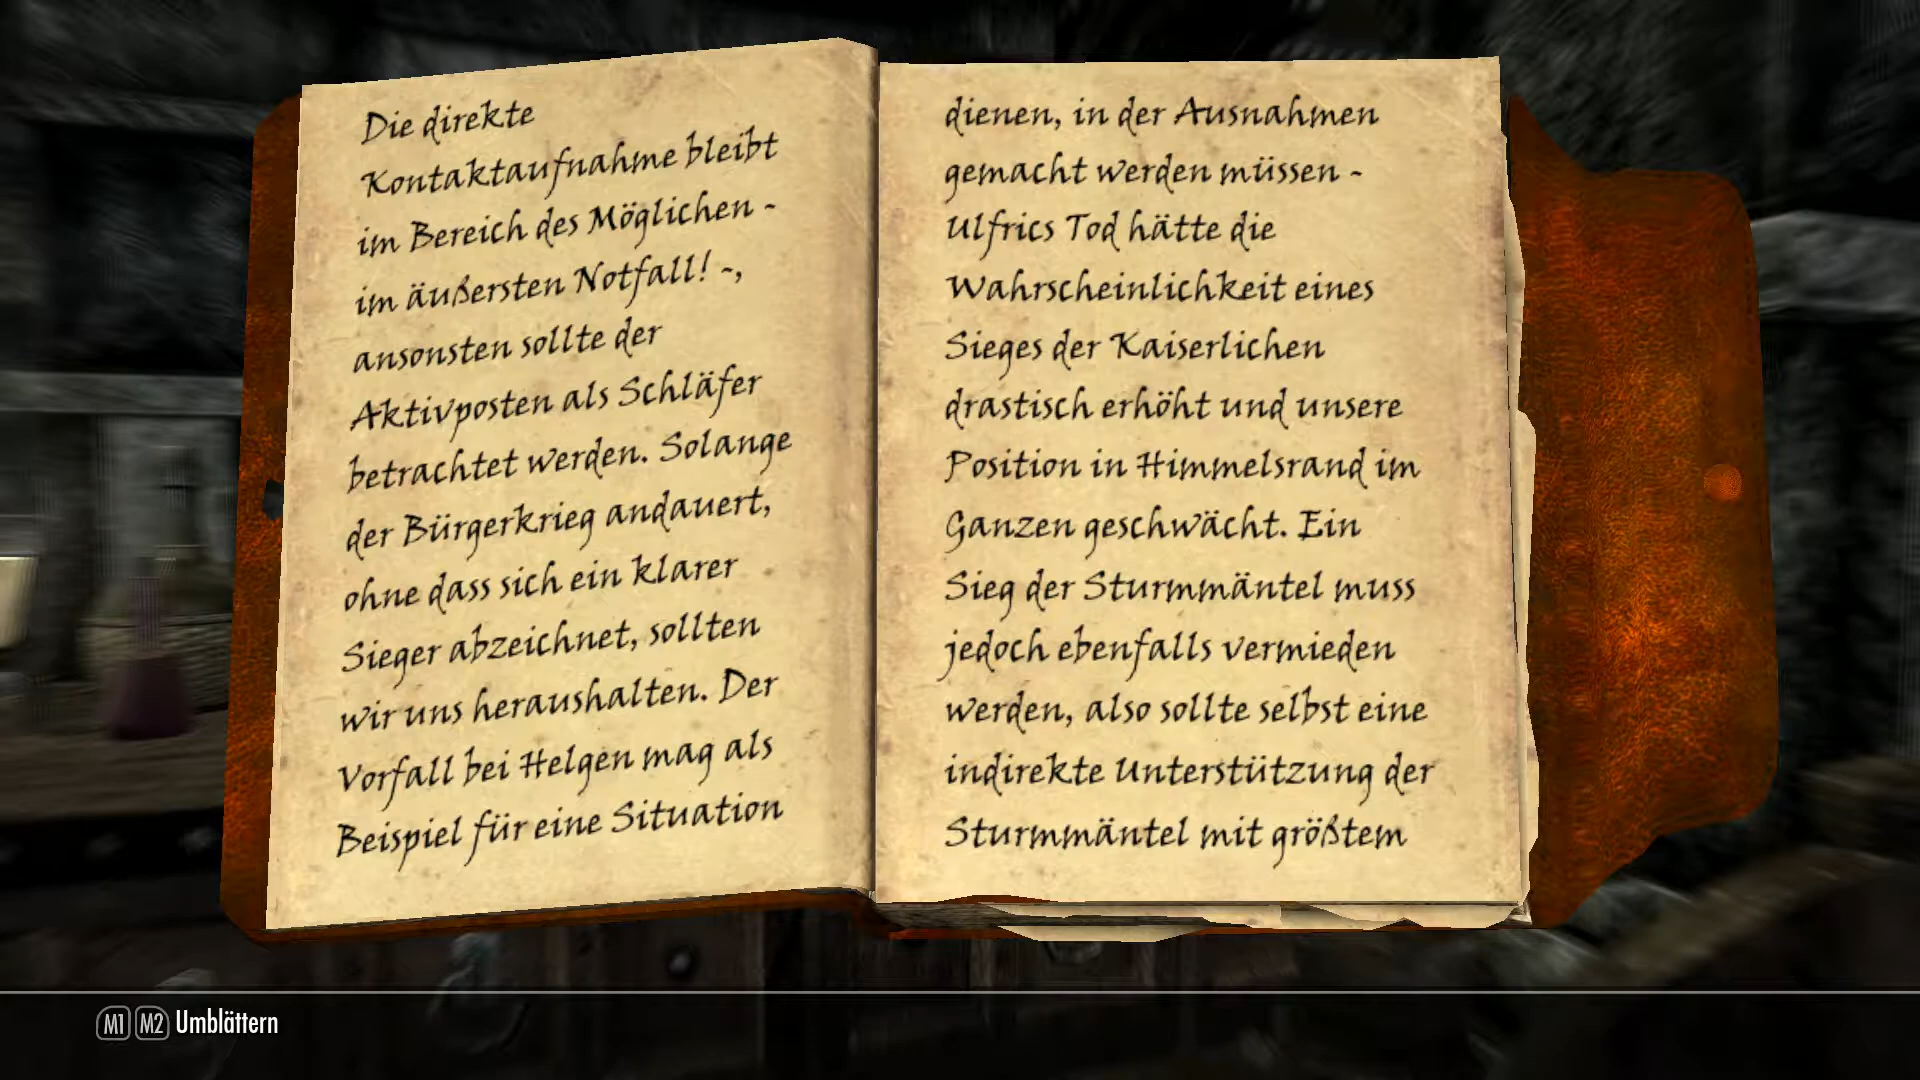 Die direkte
Kontaktaufnahme bleibt
im Bereich des Möglichen -
im äußersten Notfall! -,
ansonsten sollte der
Aktivposten als Schläfer
betrachtet werden. Solange
der Bürgerkrieg andauert,
ohne dass sich ein klarer
Sieger abzeichnet, sollten
wir uns heraushalten. Der
Vorfall bei Helgen mag als
Beispiel für eine Situation
dienen, in der Ausnahmen
gemacht werden müssen -
Ulfrics Tod hätte die
Wahrscheinlichkeit eines
Sieges der Kaiserlichen
drastisch erhöht und unsere
Position in Himmelsrand im
Ganzen geschwächt. Ein
Sieg der Sturmmäntel muss
jedoch ebenfalls vermieden
werden, also sollte selbst eine
indirekte Unterstützung der
Sturmmäntel mit größtem
M1 M2 Umblättern